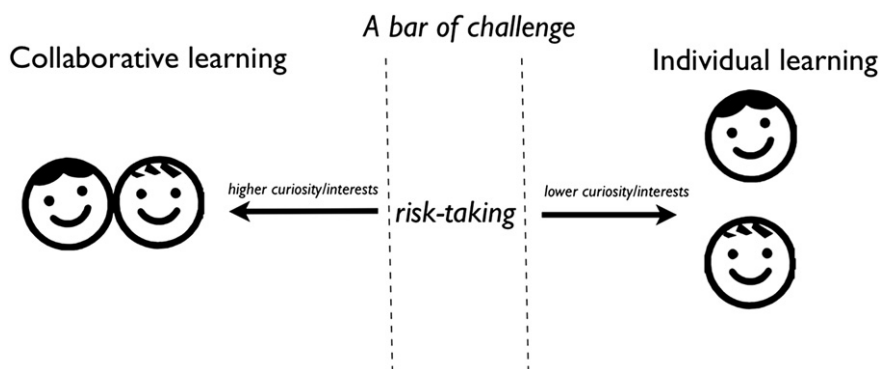 A bar of challenge
Collaborative learning
Individual learning
higher curiosity/interests
risk-taking
lower curiosity/interests